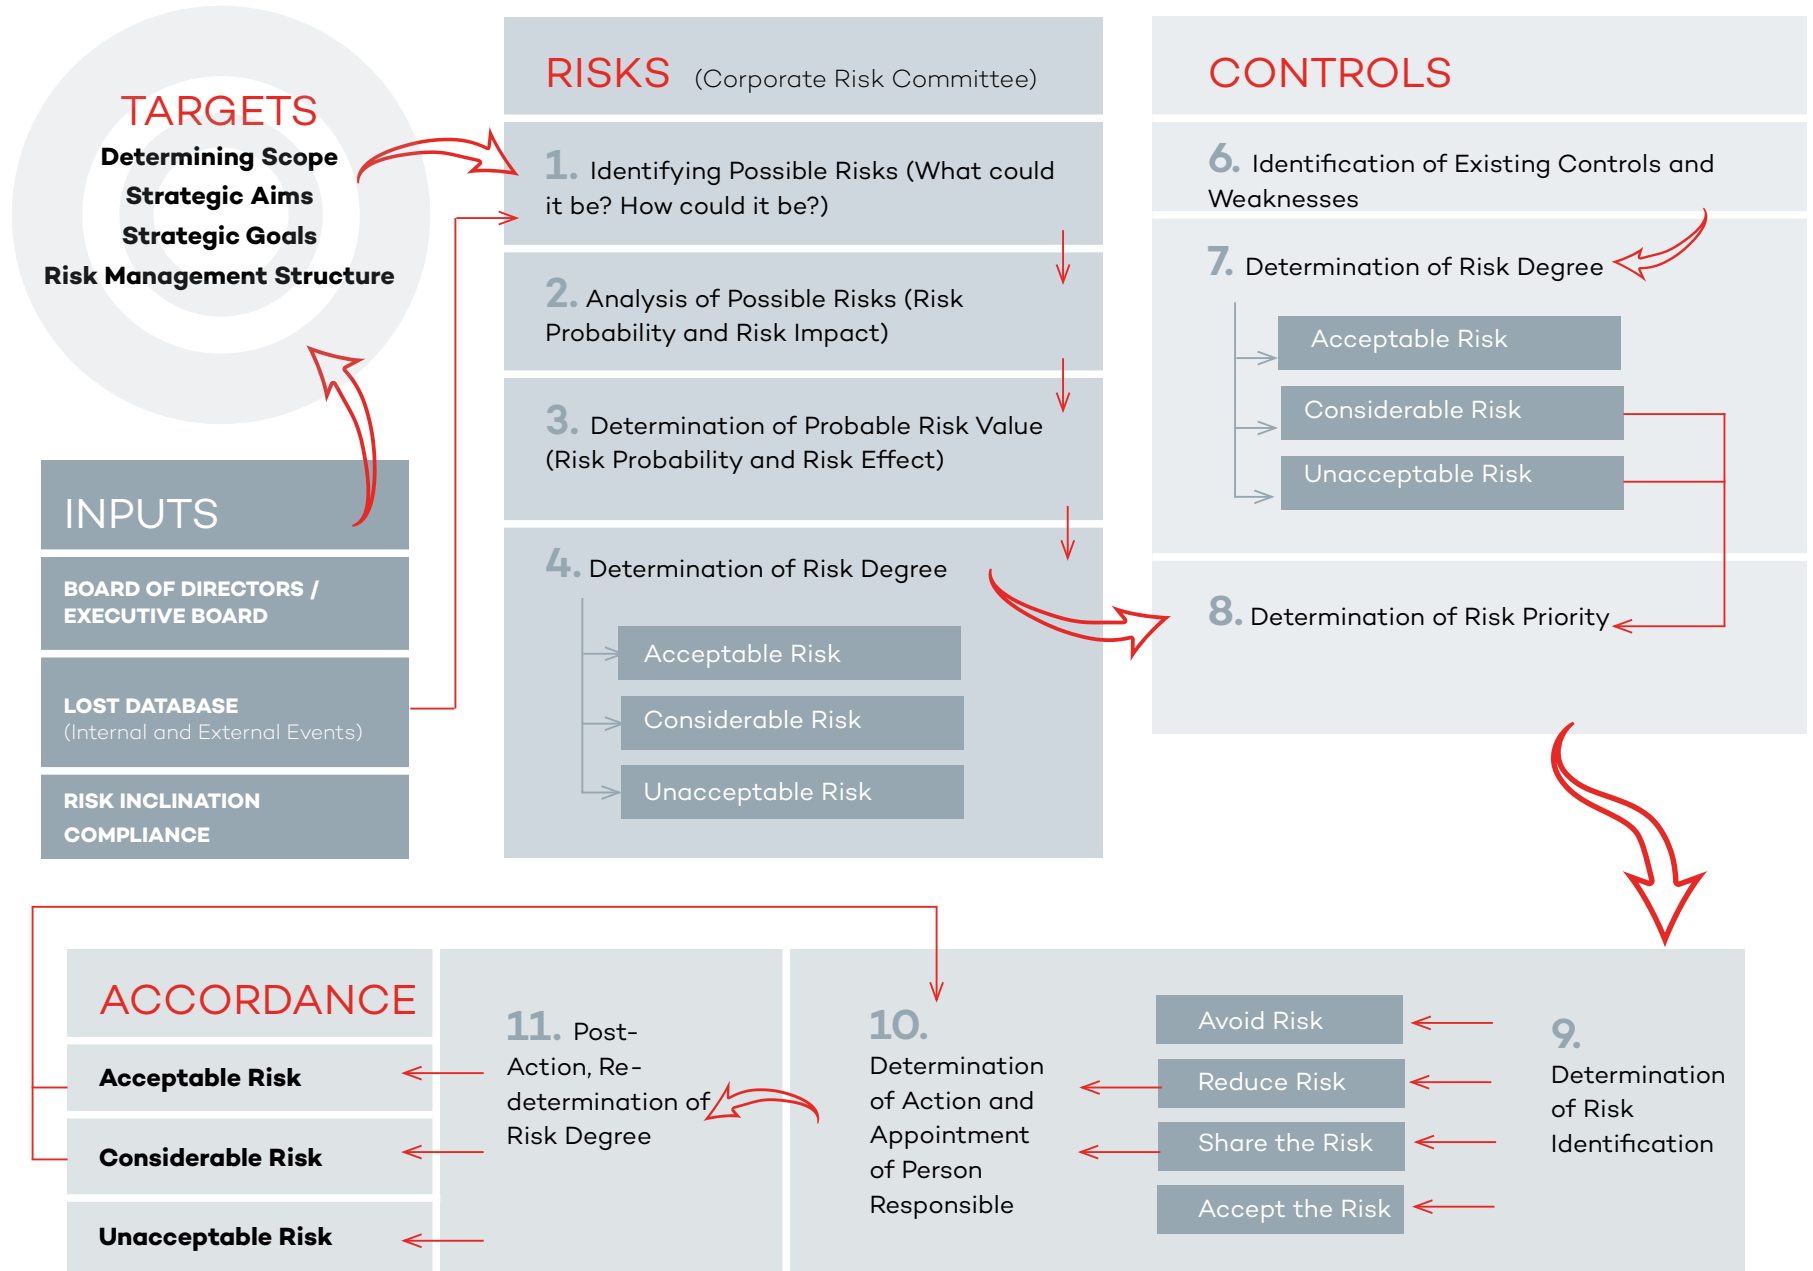 TARGETS
Determining Scope
Strategic Aims
Strategic Goals
Risk Management Structure
INPUTS
BOARD OF DIRECTORS /
EXECUTIVE BOARD
LOST DATABASE
(Internal and External Events)
RISK INCLINATION
COMPLIANCE
RISKS (Corporate Risk Committee)
1. Identifying Possible Risks (What could
it be? How could it be?)
2. Analysis of Possible Risks (Risk
Probability and Risk Impact)
3. Determination of Probable Risk Value
(Risk Probability and Risk Effect)
4. Determination of Risk Degree
Acceptable Risk
Considerable Risk
Unacceptable Risk
CONTROLS
6. Identification of Existing Controls and
Weaknesses
7. Determination of Risk Degree
Acceptable Risk
Considerable Risk
Unacceptable Risk
8. Determination of Risk Priority
9.
Determination
of Risk
Identification
Avoid Risk
Reduce Risk
Share the Risk
Accept the Risk
10.
Determination
of Action and
Appointment
of Person
Responsible
11. Post-
Action, Re-
determination of
Risk Degree
ACCORDANCE
Acceptable Risk
Considerable Risk
Unacceptable Risk